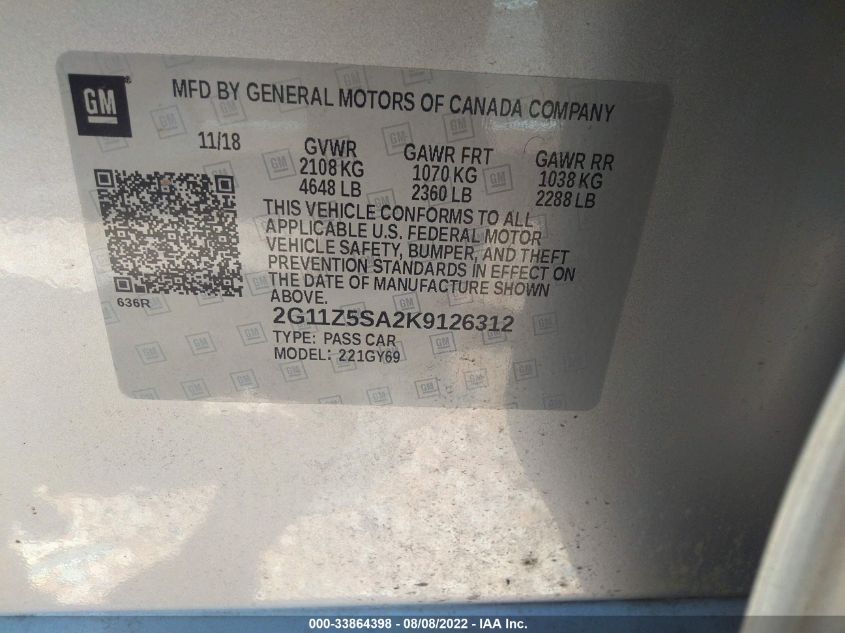 GM
MFD BY GENERAL MOTORS OF CANADA COMPANY
11/18
GVWR
2108 KG
4648 LB
GAWR FRT
1070 KG
2360 LB
GAWR RR
1038 KG
2288 LB
THIS VEHICLE CONFORMS TO ALL
APPLICABLE U.S. FEDERAL MOTOR
VEHICLE SAFETY, BUMPER, AND THEFT
PREVENTION STANDARDS IN EFFECT ON
THE DATE OF MANUFACTURE SHOWN
ABOVE.
636R
2G11Z5SA2K9126312
TYPE: PASS CAR
MODEL: 221GY69
000-33864398 - 08/08/2022 - IAA Inc.